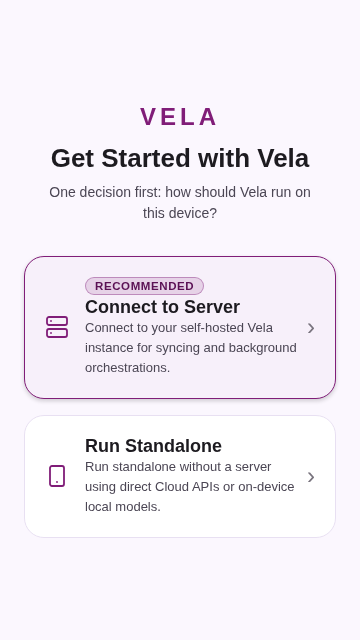 VELA
Get Started with Vela
One decision first: how should Vela run on
this device?
RECOMMENDED
Connect to Server
Connect to your self-hosted Vela
instance for syncing and background
orchestrations.
Run Standalone
Run standalone without a server
using direct Cloud APIs or on-device
local models.